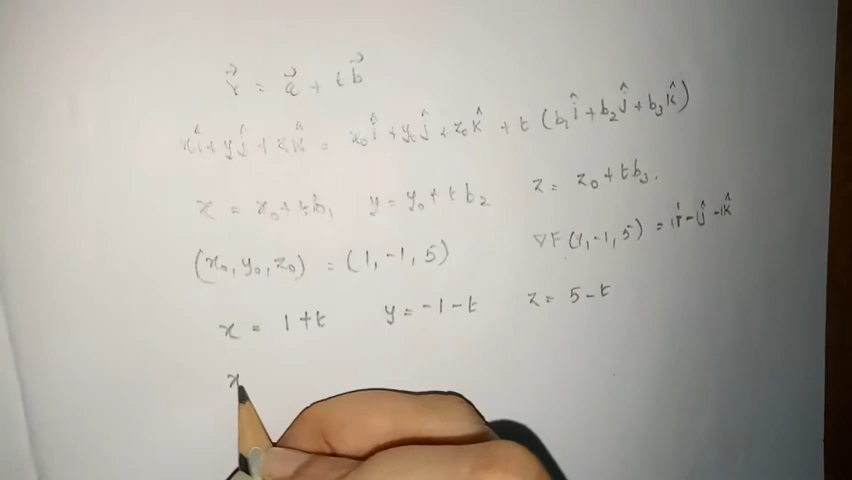 r⃗ = a⃗ + t b⃗
xî + yĵ + zk̂ = x₀î + y₀ĵ + z₀k̂ + t (b₁î + b₂ĵ + b₃k̂)
x = x₀ + tb₁ y = y₀ + tb₂ z = z₀ + tb₃.
(x₀, y₀, z₀) = (1, -1, 5) ∇F (1, -1, 5) = 1î - ĵ - 1k̂
x = 1 + t y = -1 - t z = 5 - t
x